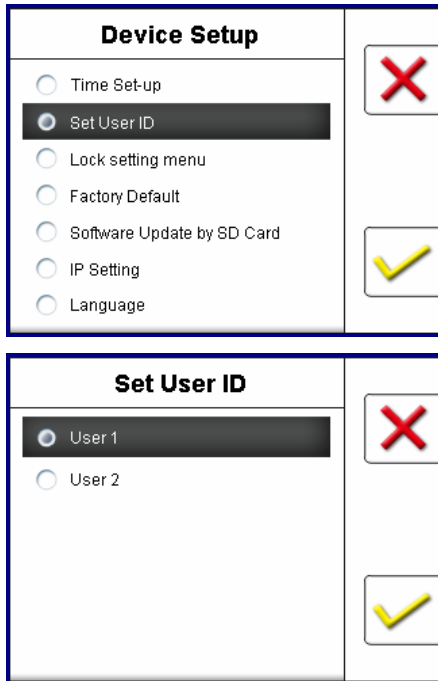 Device Setup
Time Set-up
Set User ID
Lock setting menu
Factory Default
Software Update by SD Card
IP Setting
Language
Set User ID
User 1
User 2